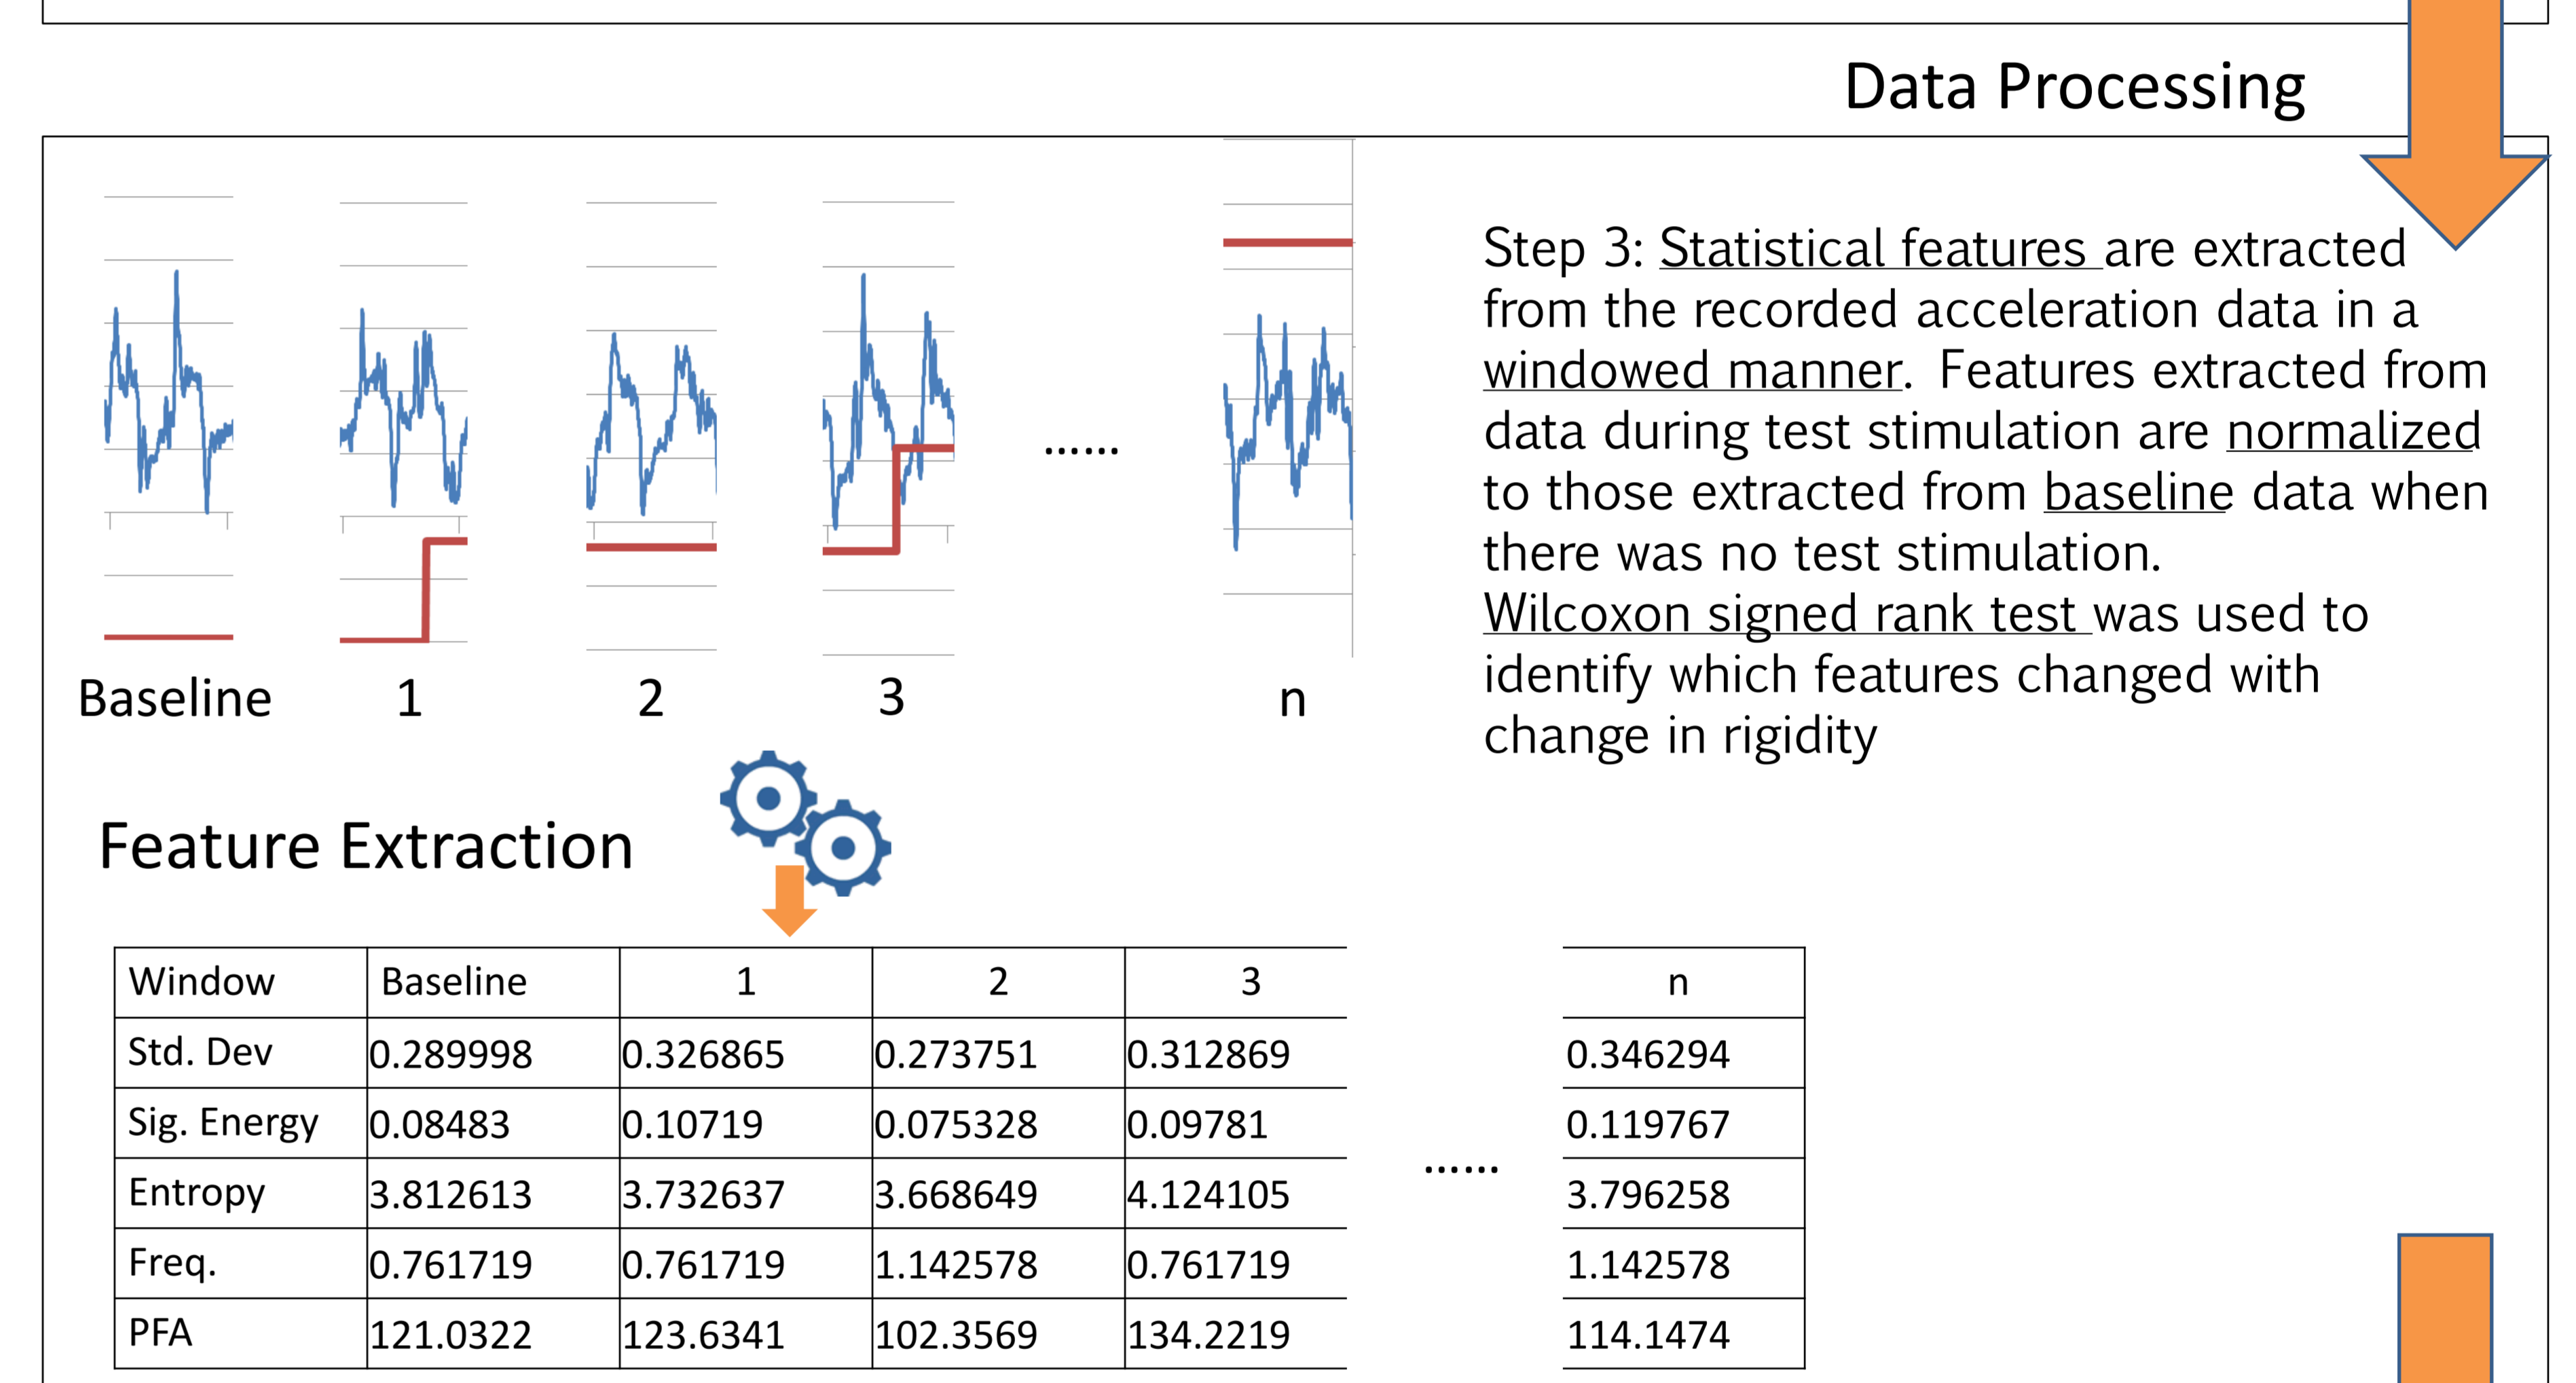 Data Processing
Step 3: Statistical features are extracted
from the recorded acceleration data in a
windowed manner. Features extracted from
data during test stimulation are normalized
to those extracted from baseline data when
there was no test stimulation.
Wilcoxon signed rank test was used to
identify which features changed with
change in rigidity
......
Baseline 1 2 3 n
Feature Extraction
Window Baseline 1 2 3 n
Std. Dev 0.289998 0.326865 0.273751 0.312869 0.346294
Sig. Energy 0.08483 0.10719 0.075328 0.09781 0.119767
......
Entropy 3.812613 3.732637 3.668649 4.124105 3.796258
Freq. 0.761719 0.761719 1.142578 0.761719 1.142578
PFA 121.0322 123.6341 102.3569 134.2219 114.1474